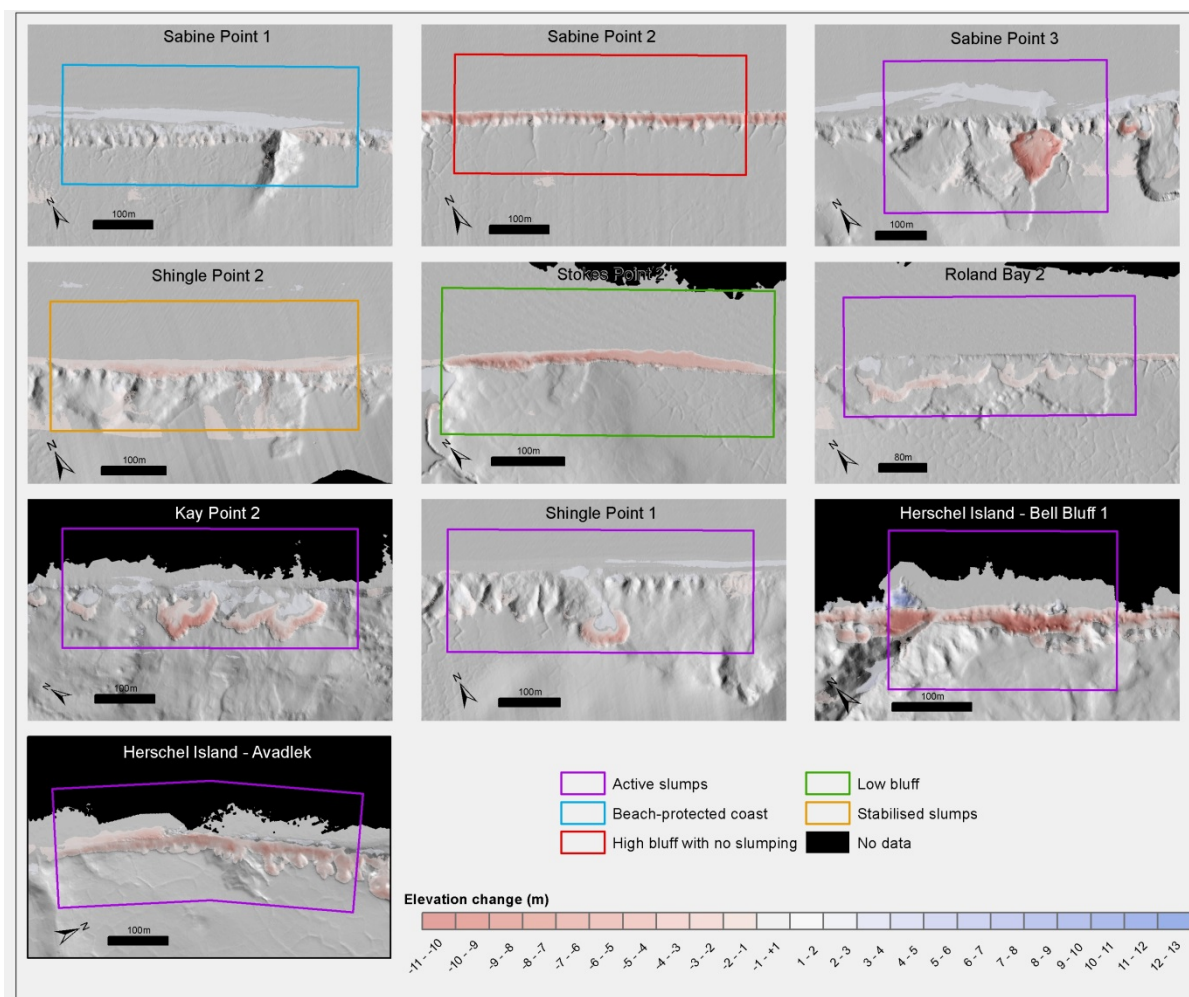 Sabine Point 1
N
100m
Sabine Point 2
N
100m
Sabine Point 3
N
100m
Shingle Point 2
N
100m
Stokes Point 2
N
100m
Roland Bay 2
N
80m
Kay Point 2
N
100m
Shingle Point 1
N
100m
Herschel Island - Bell Bluff 1
N
100m
Herschel Island - Avadlek
N
100m
Active slumps
Beach-protected coast
High bluff with no slumping
Low bluff
Stabilised slumps
No data
Elevation change (m)
-11 - -10
-10 - -9
-9 - -8
-8 - -7
-7 - -6
-6 - -5
-5 - -4
-4 - -3
-3 - -2
-2 - -1
-1 - +1
1 - 2
2 - 3
3 - 4
4 - 5
5 - 6
6 - 7
7 - 8
8 - 9
9 - 10
10 - 11
11 - 12
12 - 13